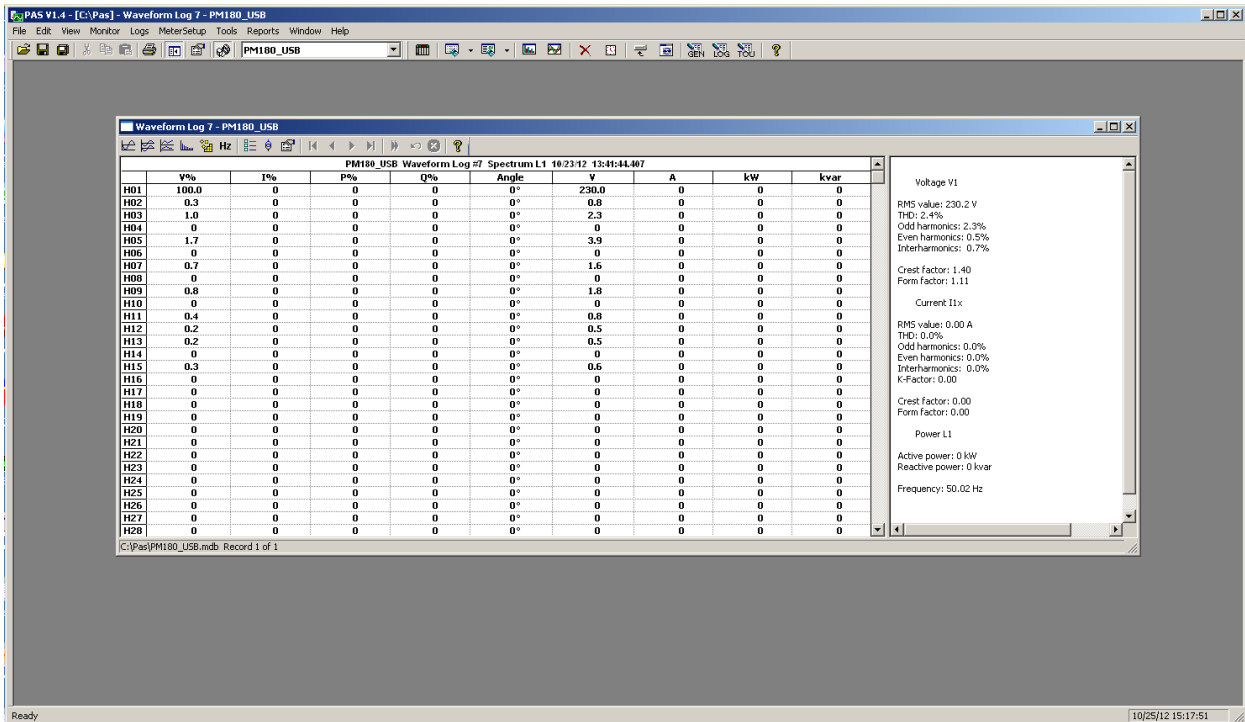 PAS V1.4 - [C:\Pas] - Waveform Log 7 - PM180_USB
File Edit View Monitor Logs MeterSetup Tools Reports Window Help
PM180_USB GEN LOG TOU
Waveform Log 7 - PM180_USB
Hz
PM180_USB Waveform Log #7 Spectrum L1 10/23/12 13:41:44.407
V% I% P% Q% Angle V A kW kvar
H01 100.0 0 0 0 0° 230.0 0 0 0
H02 0.3 0 0 0 0° 0.8 0 0 0
H03 1.0 0 0 0 0° 2.3 0 0 0
H04 0 0 0 0 0° 0 0 0 0
H05 1.7 0 0 0 0° 3.9 0 0 0
H06 0 0 0 0 0° 0 0 0 0
H07 0.7 0 0 0 0° 1.6 0 0 0
H08 0 0 0 0 0° 0 0 0 0
H09 0.8 0 0 0 0° 1.8 0 0 0
H10 0 0 0 0 0° 0 0 0 0
H11 0.4 0 0 0 0° 0.8 0 0 0
H12 0.2 0 0 0 0° 0.5 0 0 0
H13 0.2 0 0 0 0° 0.5 0 0 0
H14 0 0 0 0 0° 0 0 0 0
H15 0.3 0 0 0 0° 0.6 0 0 0
H16 0 0 0 0 0° 0 0 0 0
H17 0 0 0 0 0° 0 0 0 0
H18 0 0 0 0 0° 0 0 0 0
H19 0 0 0 0 0° 0 0 0 0
H20 0 0 0 0 0° 0 0 0 0
H21 0 0 0 0 0° 0 0 0 0
H22 0 0 0 0 0° 0 0 0 0
H23 0 0 0 0 0° 0 0 0 0
H24 0 0 0 0 0° 0 0 0 0
H25 0 0 0 0 0° 0 0 0 0
H26 0 0 0 0 0° 0 0 0 0
H27 0 0 0 0 0° 0 0 0 0
H28 0 0 0 0 0° 0 0 0 0
Voltage V1
RMS value: 230.2 V
THD: 2.4%
Odd harmonics: 2.3%
Even harmonics: 0.5%
Interharmonics: 0.7%
Crest factor: 1.40
Form factor: 1.11
Current I1x
RMS value: 0.00 A
THD: 0.0%
Odd harmonics: 0.0%
Even harmonics: 0.0%
Interharmonics: 0.0%
K-Factor: 0.00
Crest factor: 0.00
Form factor: 0.00
Power L1
Active power: 0 kW
Reactive power: 0 kvar
Frequency: 50.02 Hz
C:\Pas\PM180_USB.mdb Record 1 of 1
Ready 10/25/12 15:17:51